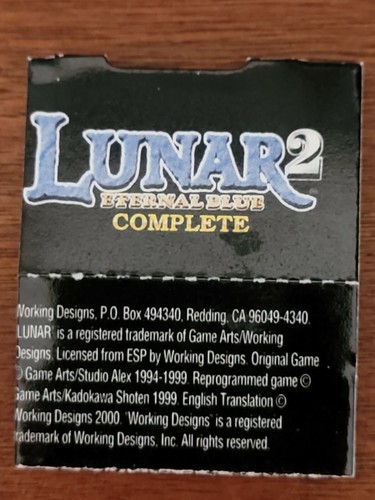 LUNAR2
ETERNAL BLUE
COMPLETE
Working Designs, P.O. Box 494340, Redding, CA 96049-4340.
"LUNAR" is a registered trademark of Game Arts/Working
Designs. Licensed from ESP by Working Designs. Original Game
© Game Arts/Studio Alex 1994-1999. Reprogrammed game ©
Game Arts/Kadokawa Shoten 1999. English Translation ©
Working Designs 2000. "Working Designs" is a registered
trademark of Working Designs, Inc. All rights reserved.